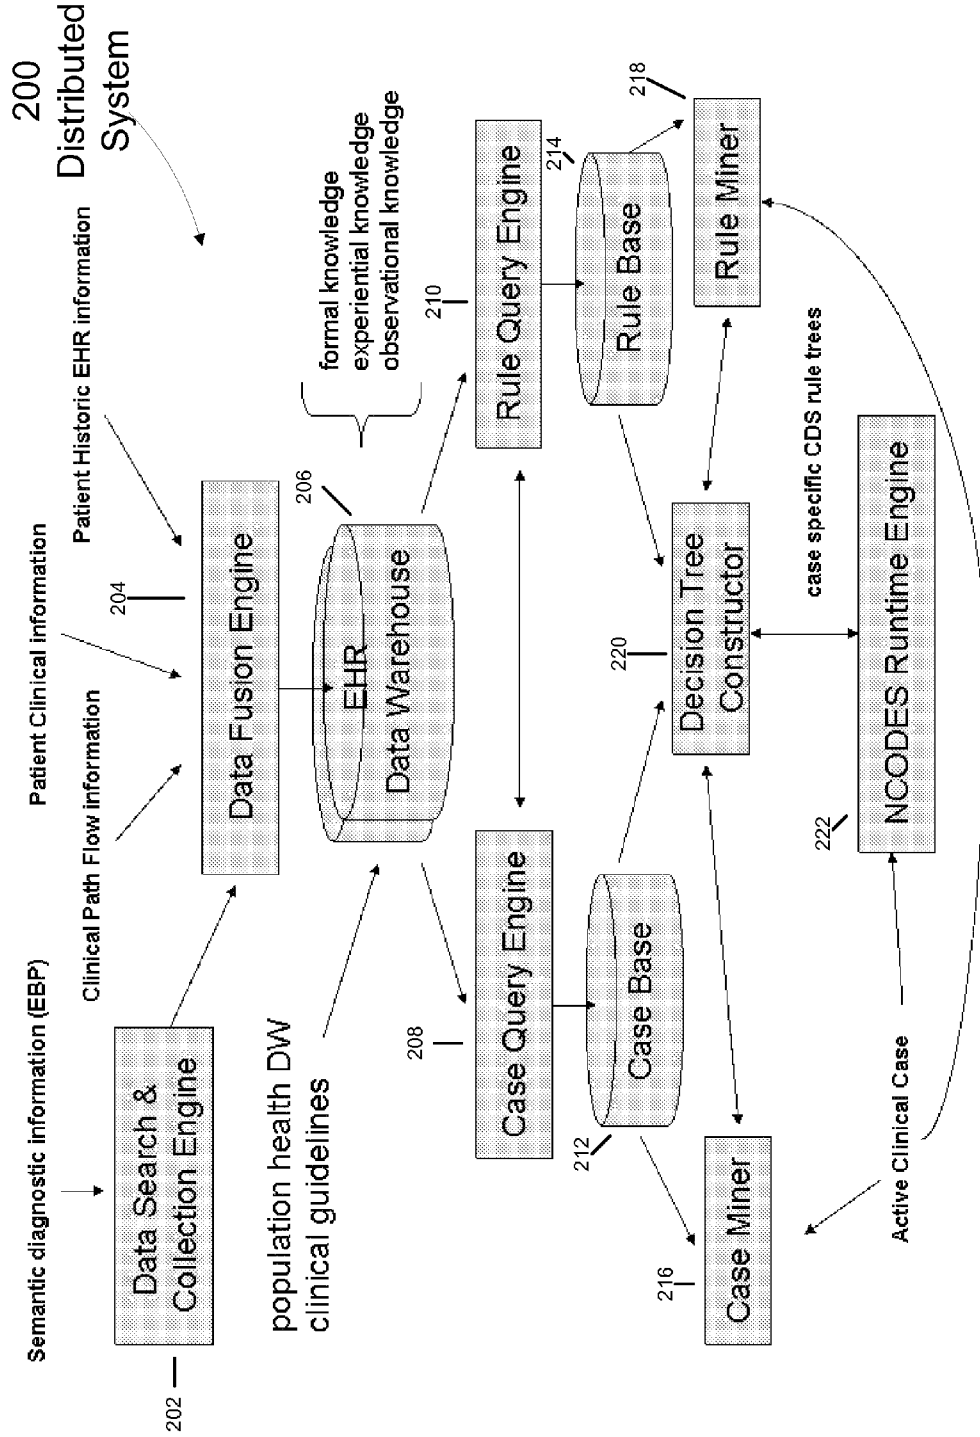 200
Distributed
System
Semantic diagnostic information (EBP)
Clinical Path Flow information
Patient Clinical information
Patient Historic EHR information
202
Data Search &
Collection Engine
204
Data Fusion Engine
206
EHR
Data Warehouse
formal knowledge
experiential knowledge
observational knowledge
population health DW
clinical guidelines
208
Case Query Engine
210
Rule Query Engine
212
Case Base
214
Rule Base
216
Case Miner
220
Decision Tree
Constructor
218
Rule Miner
case specific CDS rule trees
Active Clinical Case
222
NCODES Runtime Engine